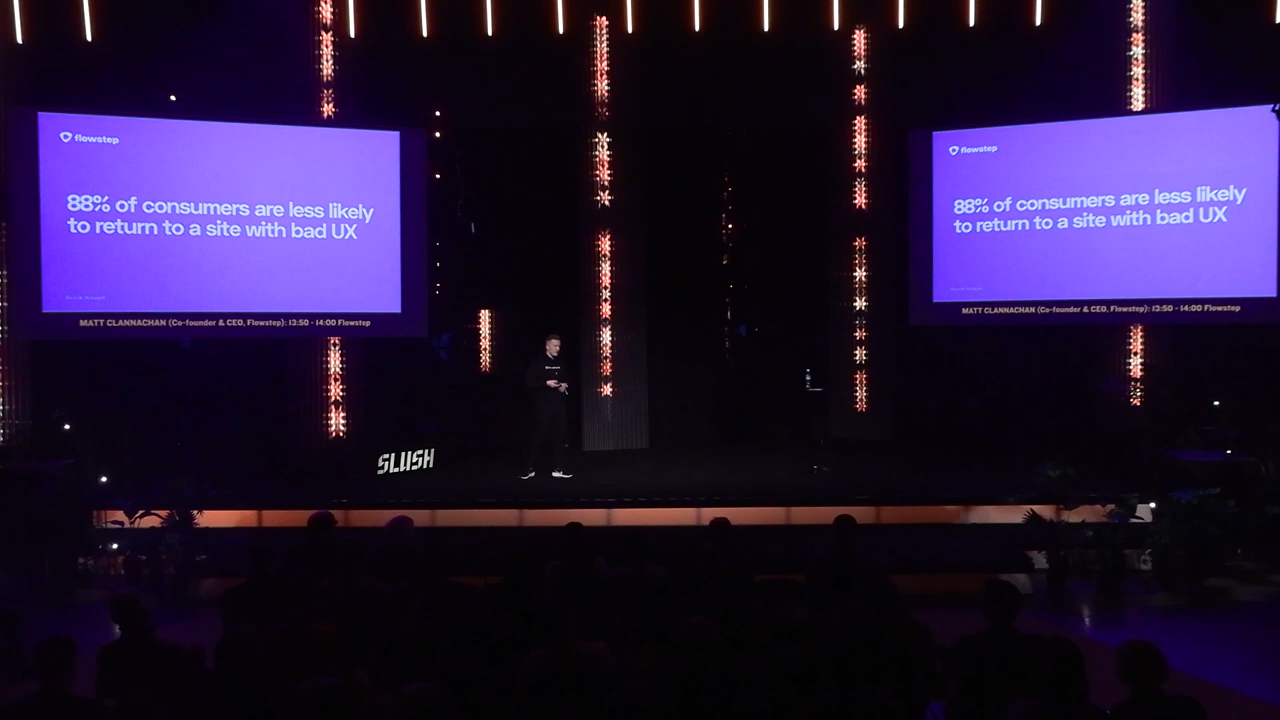 flowstep
88% of consumers are less likely
to return to a site with bad UX
MATT CLANNACHAN (Co-founder & CEO, Flowstep): 13:50 - 14:00 Flowstep
flowstep
88% of consumers are less likely
to return to a site with bad UX
MATT CLANNACHAN (Co-founder & CEO, Flowstep): 13:50 - 14:00 Flowstep
SLUSH